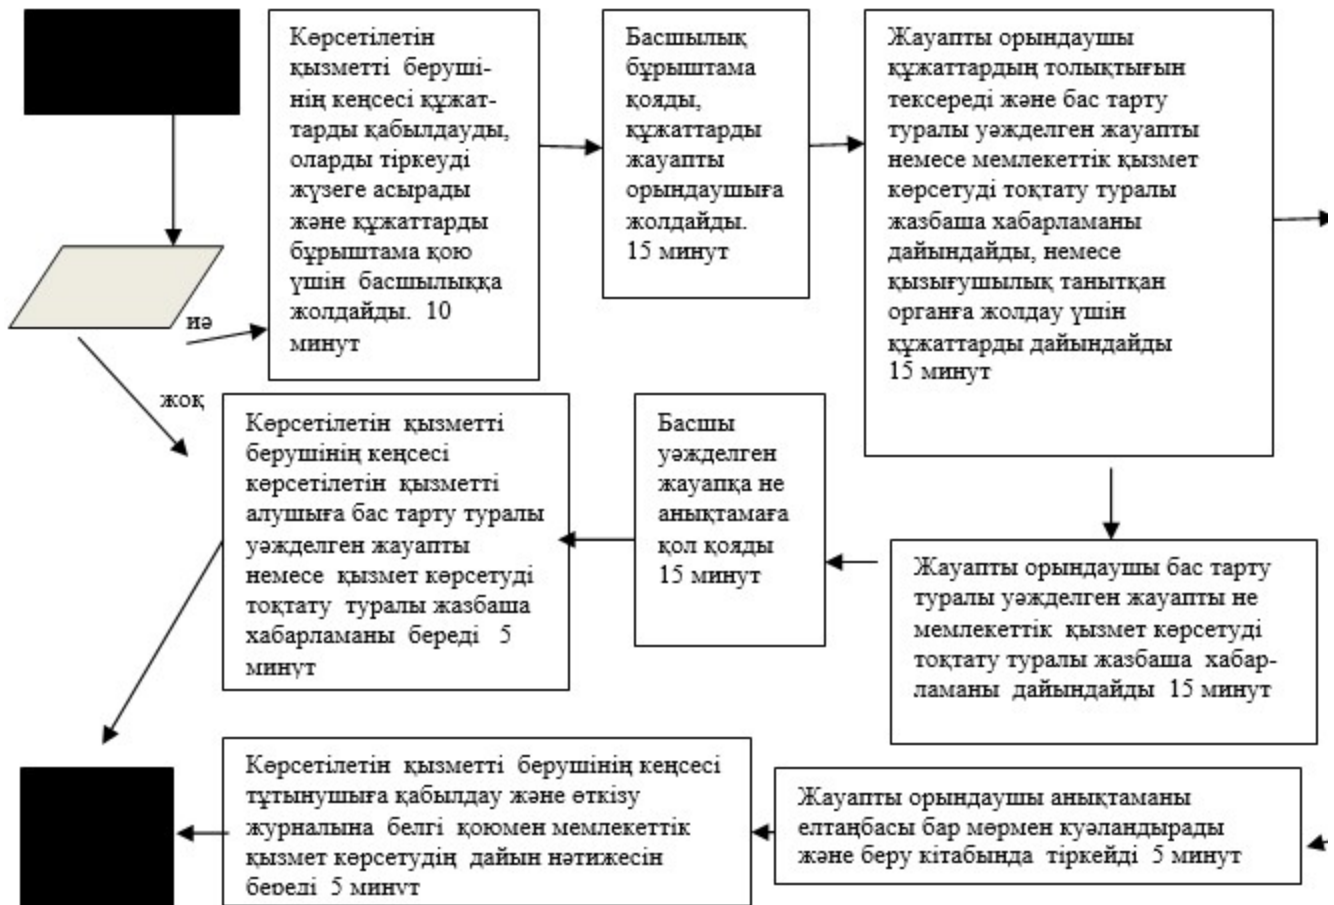 Көрсетілетін
қызметті беруші-
нің кеңсесі құжат-
тарды қабылдауды,
оларды тіркеуді
жүзеге асырады
және құжаттарды
бұрыштама қою
үшін басшылыққа
жолдайды. 10
минут
Басшылық
бұрыштама
қояды,
құжаттарды
жауапты
орындаушыға
жолдайды.
15 минут
Жауапты орындаушы
құжаттардың толықтығын
тексереді және бас тарту
туралы уәжделген жауапты
немесе мемлекеттік қызмет
көрсетуді тоқтату туралы
жазбаша хабарламаны
дайындайды, немесе
қызығушылық танытқан
органға жолдау үшін
құжаттарды дайындайды
15 минут
иә
жоқ
Көрсетілетін қызметті
берушінің кеңсесі
көрсетілетін қызметті
алушыға бас тарту туралы
уәжделген жауапты
немесе қызмет көрсетуді
тоқтату туралы жазбаша
хабарламаны береді 5
минут
Басшы
уәжделген
жауапқа не
анықтамаға
қол қояды
15 минут
Жауапты орындаушы бас тарту
туралы уәжделген жауапты не
мемлекеттік қызмет көрсетуді
тоқтату туралы жазбаша хабар-
ламаны дайындайды 15 минут
Көрсетілетін қызметті берушінің кеңсесі
тұтынушыға қабылдау және өткізу
журналына белгі қоюмен мемлекеттік
қызмет көрсетудің дайын нәтижесін
береді 5 минут
Жауапты орындаушы анықтаманы
елтаңбасы бар мөрмен куәландырады
және беру кітабында тіркейді 5 минут